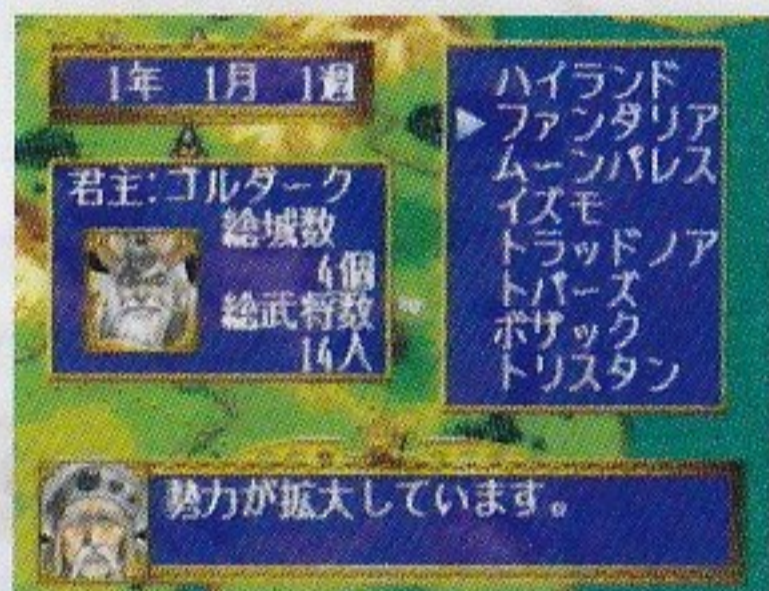 1年 1月 1週
君主:ゴルダーク
総城数
4個
総武将数
14人
ハイランド
ファンダリア
ムーンパレス
イズモ
トラッドノア
トパーズ
ボザック
トリスタン
勢力が拡大しています。